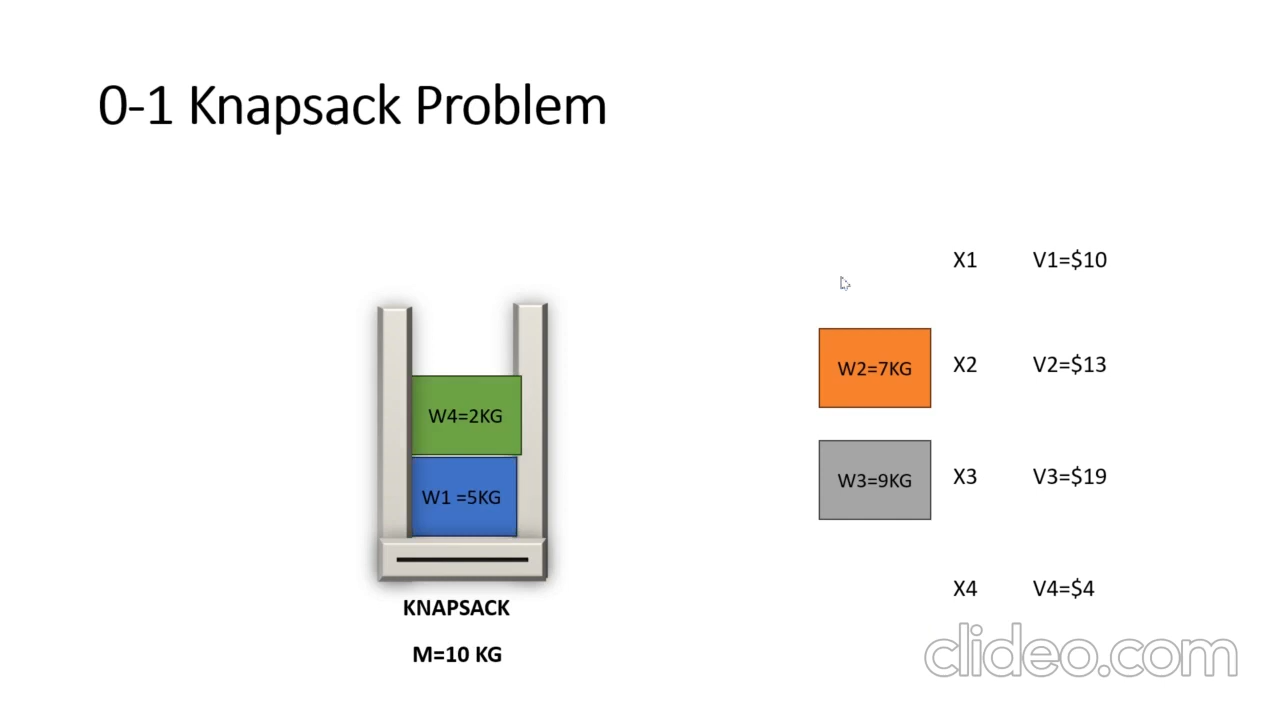 0-1 Knapsack Problem
X1 V1=$10
W2=7KG X2 V2=$13
W4=2KG
W3=9KG X3 V3=$19
W1 =5KG
X4 V4=$4
KNAPSACK
M=10 KG
clideo.com